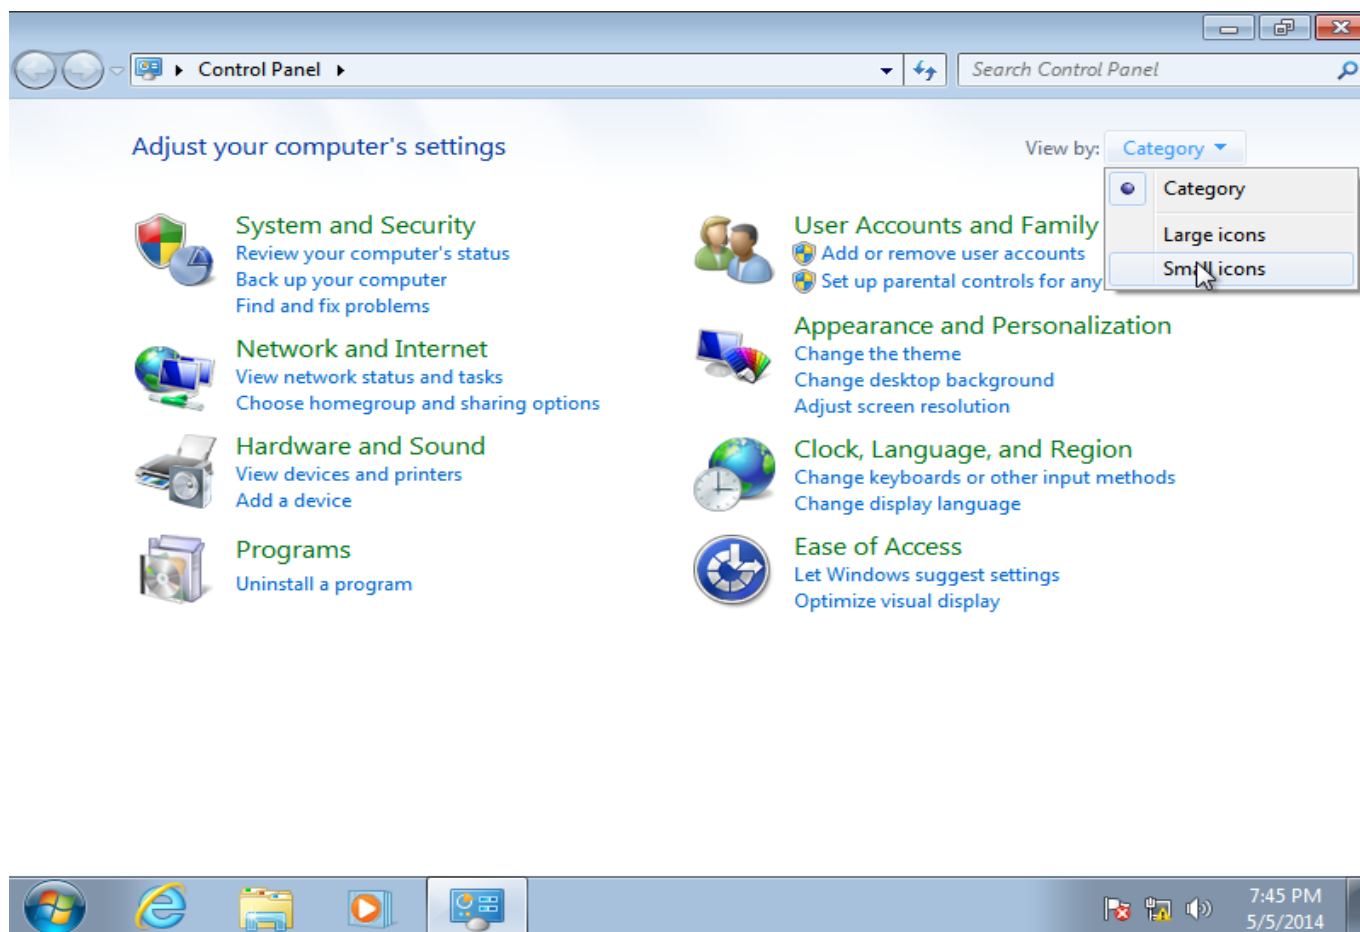 Control Panel
Search Control Panel
Adjust your computer's settings
View by:
Category
Category
Large icons
Small icons
System and Security
Review your computer's status
Back up your computer
Find and fix problems
Network and Internet
View network status and tasks
Choose homegroup and sharing options
Hardware and Sound
View devices and printers
Add a device
Programs
Uninstall a program
User Accounts and Family
Add or remove user accounts
Set up parental controls for any
Appearance and Personalization
Change the theme
Change desktop background
Adjust screen resolution
Clock, Language, and Region
Change keyboards or other input methods
Change display language
Ease of Access
Let Windows suggest settings
Optimize visual display
7:45 PM
5/5/2014